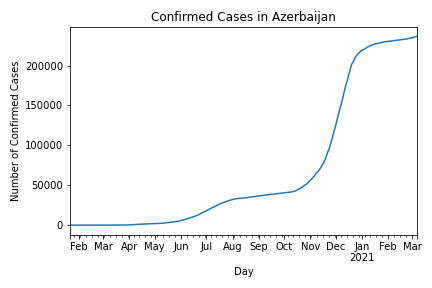 Confirmed Cases in Azerbaijan
Number of Confirmed Cases
200000
150000
100000
50000
0
Feb Mar Apr May Jun Jul Aug Sep Oct Nov Dec Jan Feb Mar
2021
Day